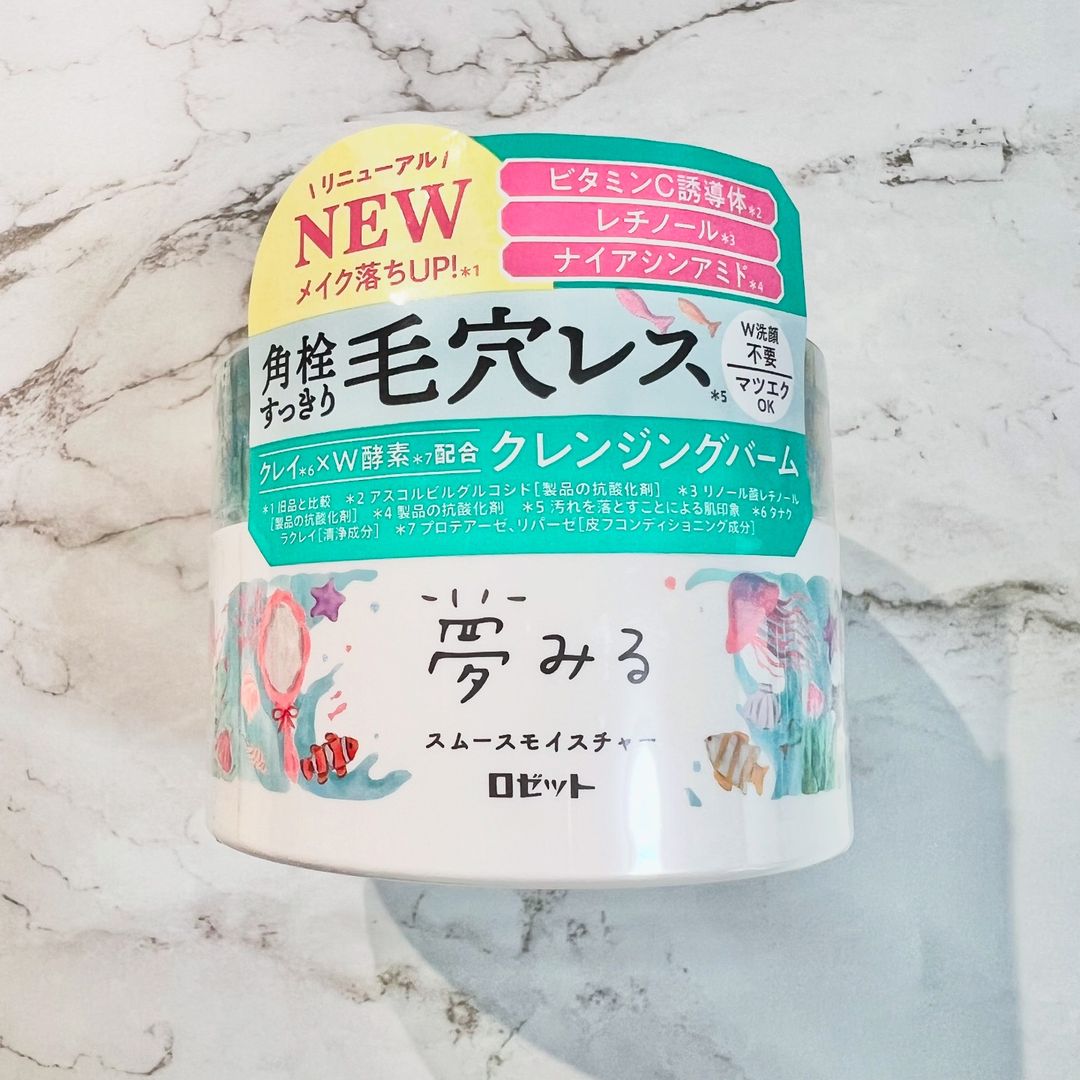 リニューアル
NEW
メイク落ちUP!*1
ビタミンC誘導体*2
レチノール*3
ナイアシンアミド*4
角栓
すっきり
毛穴レス*5
W洗顔
不要
マツエク
OK
クレイ*6×W酵素*7配合 クレンジングバーム
*1 旧品と比較 *2 アスコルビルグルコシド[製品の抗酸化剤] *3 リノール酸レチノール
[製品の抗酸化剤] *4 製品の抗酸化剤 *5 汚れを落とすことによる肌印象 *6 タナク
ラクレイ[清浄成分] *7 プロテアーゼ、リパーゼ[皮フコンディショニング成分]
夢みる
スムースモイスチャー
ロゼット